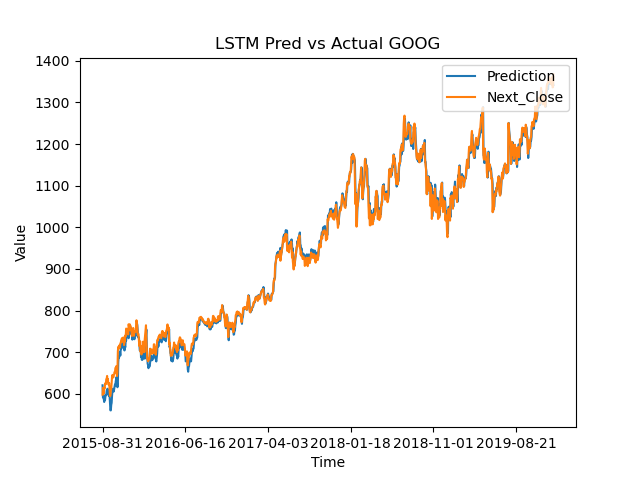 LSTM Pred vs Actual GOOG
Prediction
Next_Close
Value
1400
1300
1200
1100
1000
900
800
700
600
2015-08-31 2016-06-16 2017-04-03 2018-01-18 2018-11-01 2019-08-21
Time